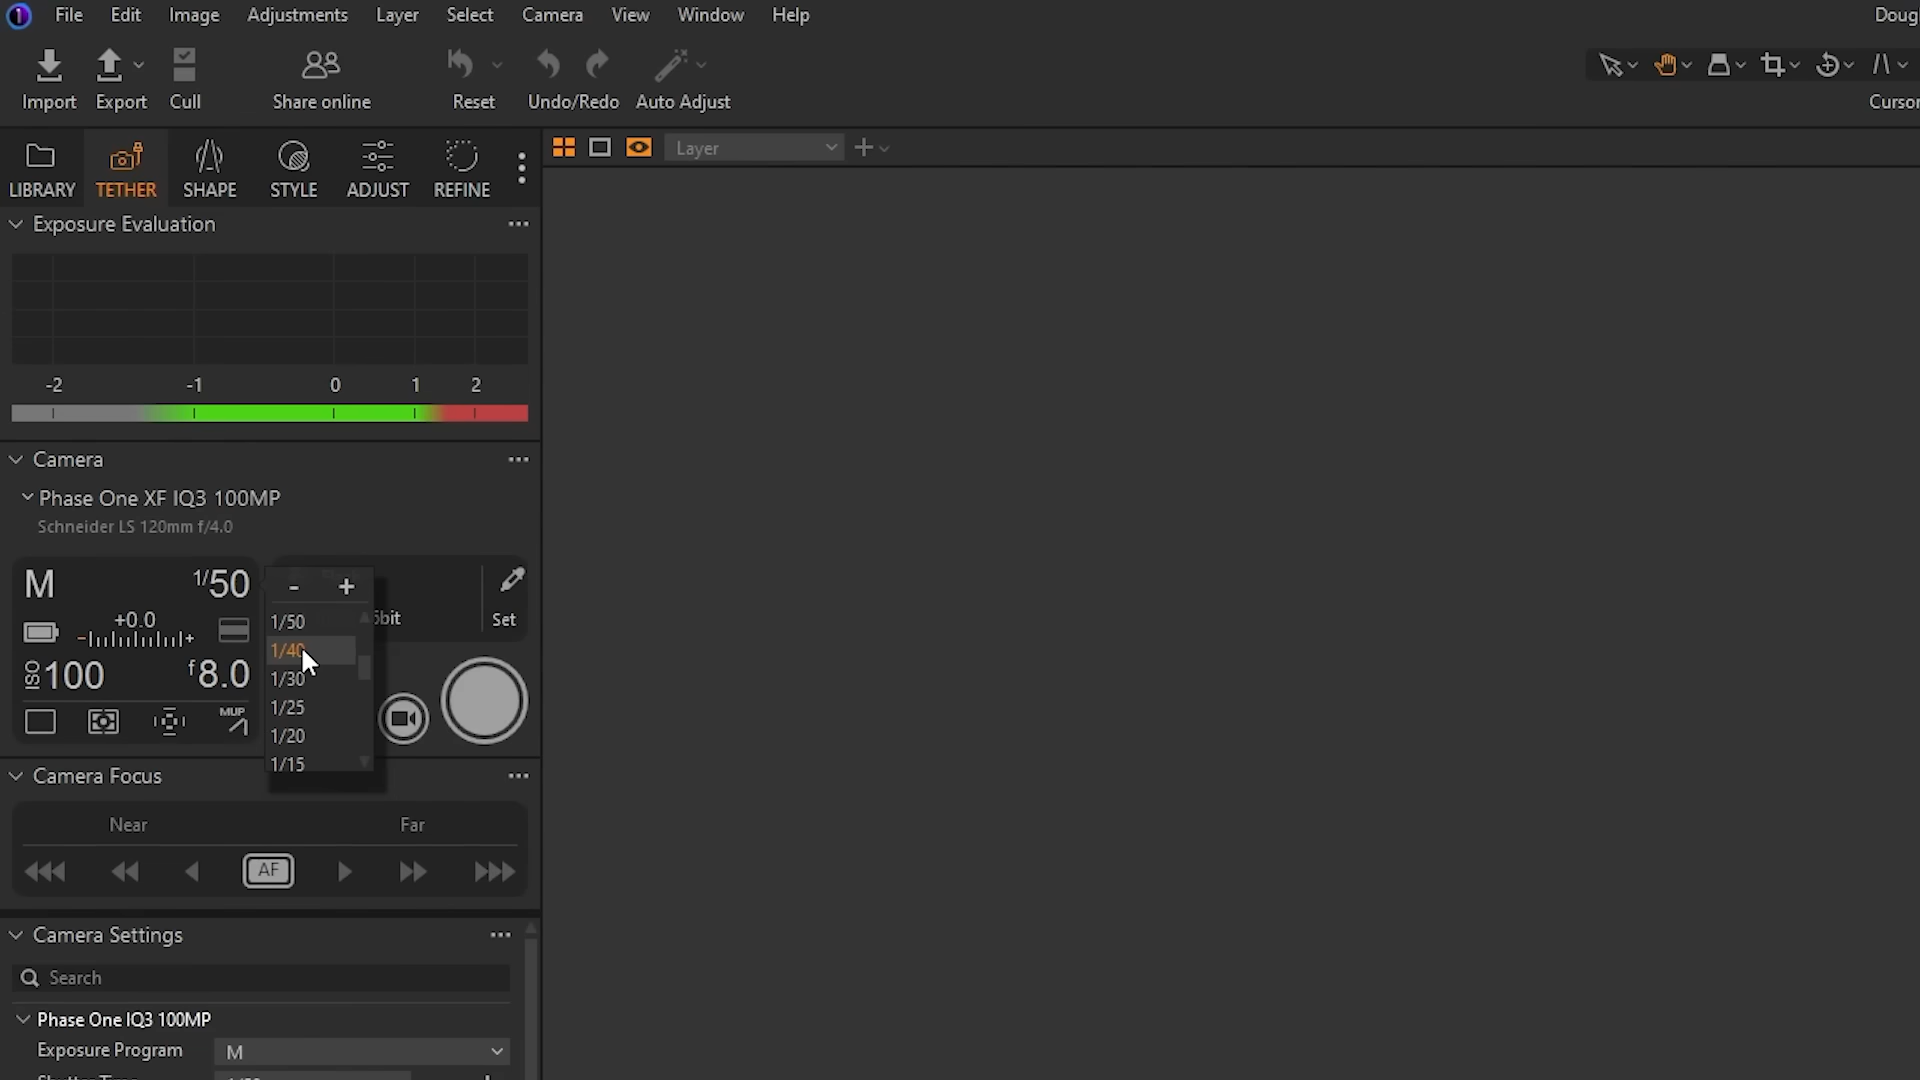 File Edit Image Adjustments Layer Select Camera View Window Help Doug
Import Export Cull Share online Reset Undo/Redo Auto Adjust Cursor
LIBRARY TETHER SHAPE STYLE ADJUST REFINE Layer
Exposure Evaluation
-2 -1 0 1 2
Camera
Phase One XF IQ3 100MP
Schneider LS 120mm f/4.0
M 1/50 - +
+0.0 1/50 Set
- + 1/40
ISO 100 f8.0 1/30
MUP 1/25
1/20
1/15
Camera Focus
Near Far
AF
Camera Settings
Search
Phase One IQ3 100MP
Exposure Program M